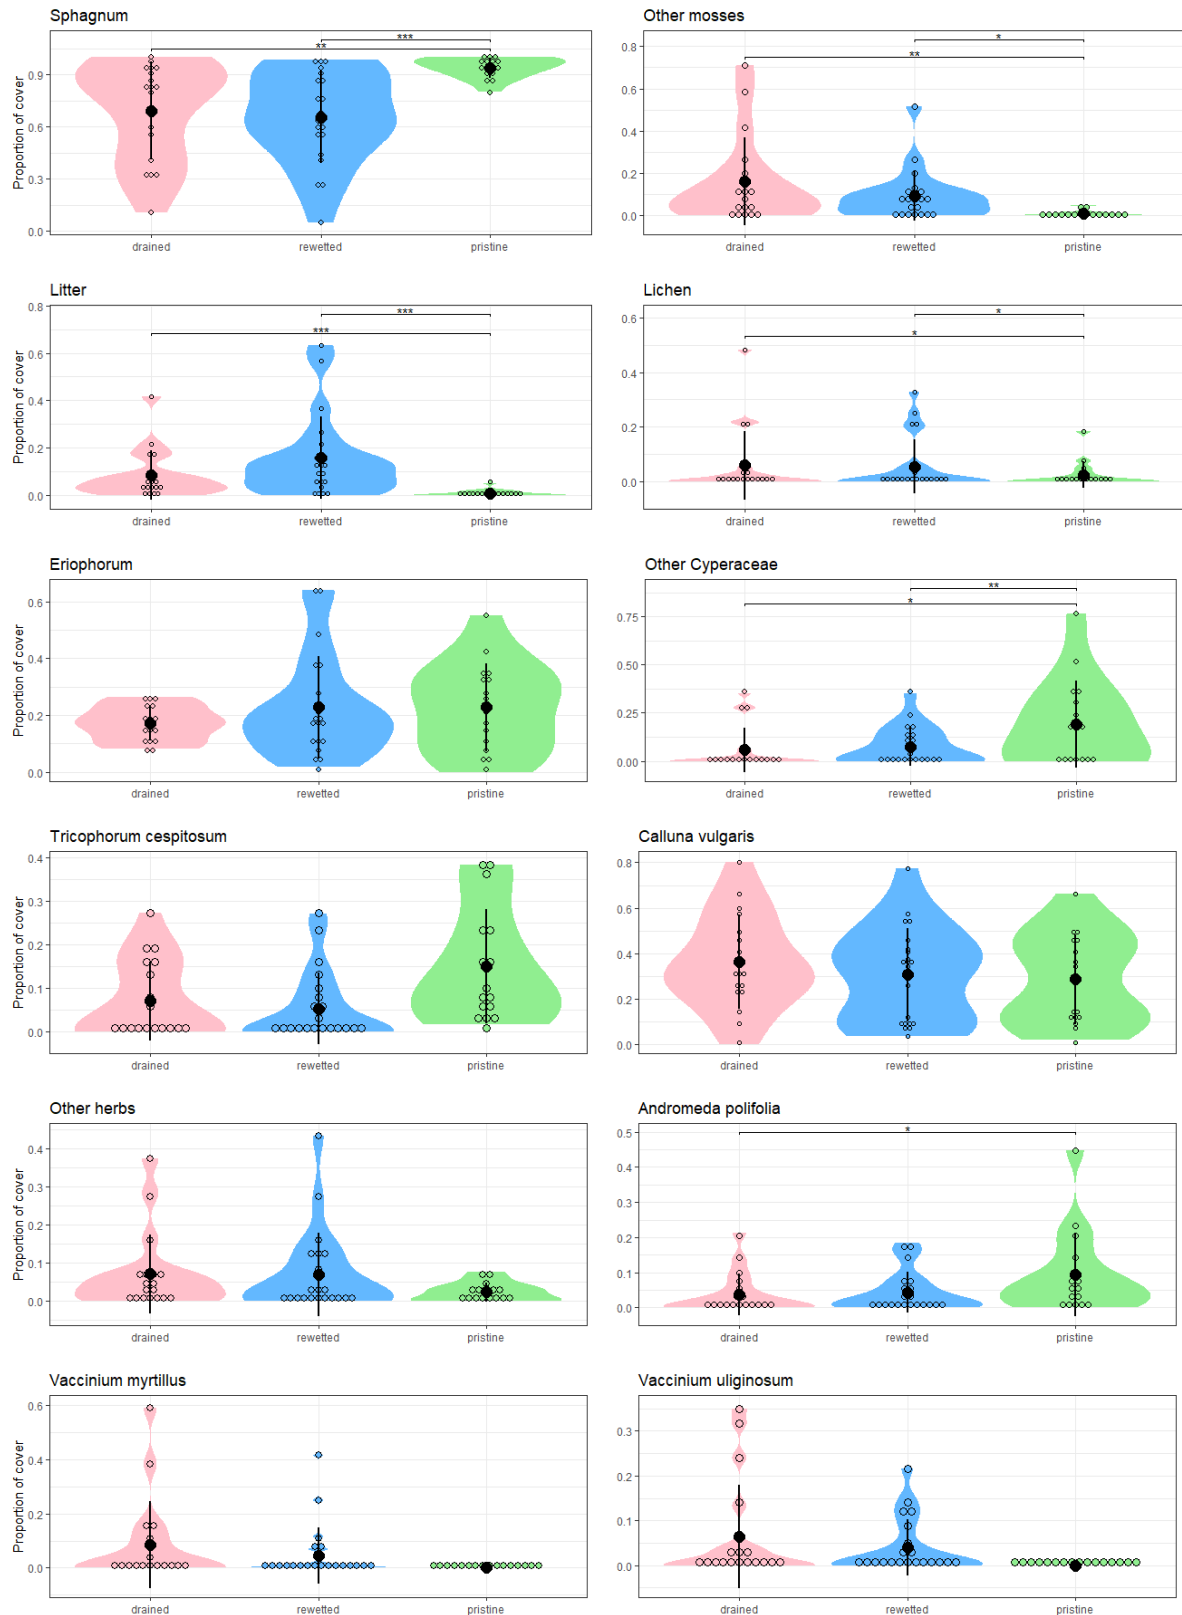 Sphagnum
Proportion of cover
0.9
0.6
0.3
0.0
***
**
drained rewetted pristine
Other mosses
0.8
0.6
0.4
0.2
0.0
*
**
drained rewetted pristine
Litter
Proportion of cover
0.8
0.6
0.4
0.2
0.0
***
***
drained rewetted pristine
Lichen
0.6
0.4
0.2
0.0
*
*
drained rewetted pristine
Eriophorum
Proportion of cover
0.6
0.4
0.2
0.0
drained rewetted pristine
Other Cyperaceae
0.75
0.50
0.25
0.00
**
*
drained rewetted pristine
Tricophorum cespitosum
Proportion of cover
0.4
0.3
0.2
0.1
0.0
drained rewetted pristine
Calluna vulgaris
0.8
0.6
0.4
0.2
0.0
drained rewetted pristine
Other herbs
Proportion of cover
0.4
0.3
0.2
0.1
0.0
drained rewetted pristine
Andromeda polifolia
0.5
0.4
0.3
0.2
0.1
0.0
*
drained rewetted pristine
Vaccinium myrtillus
Proportion of cover
0.6
0.4
0.2
0.0
drained rewetted pristine
Vaccinium uliginosum
0.3
0.2
0.1
0.0
drained rewetted pristine